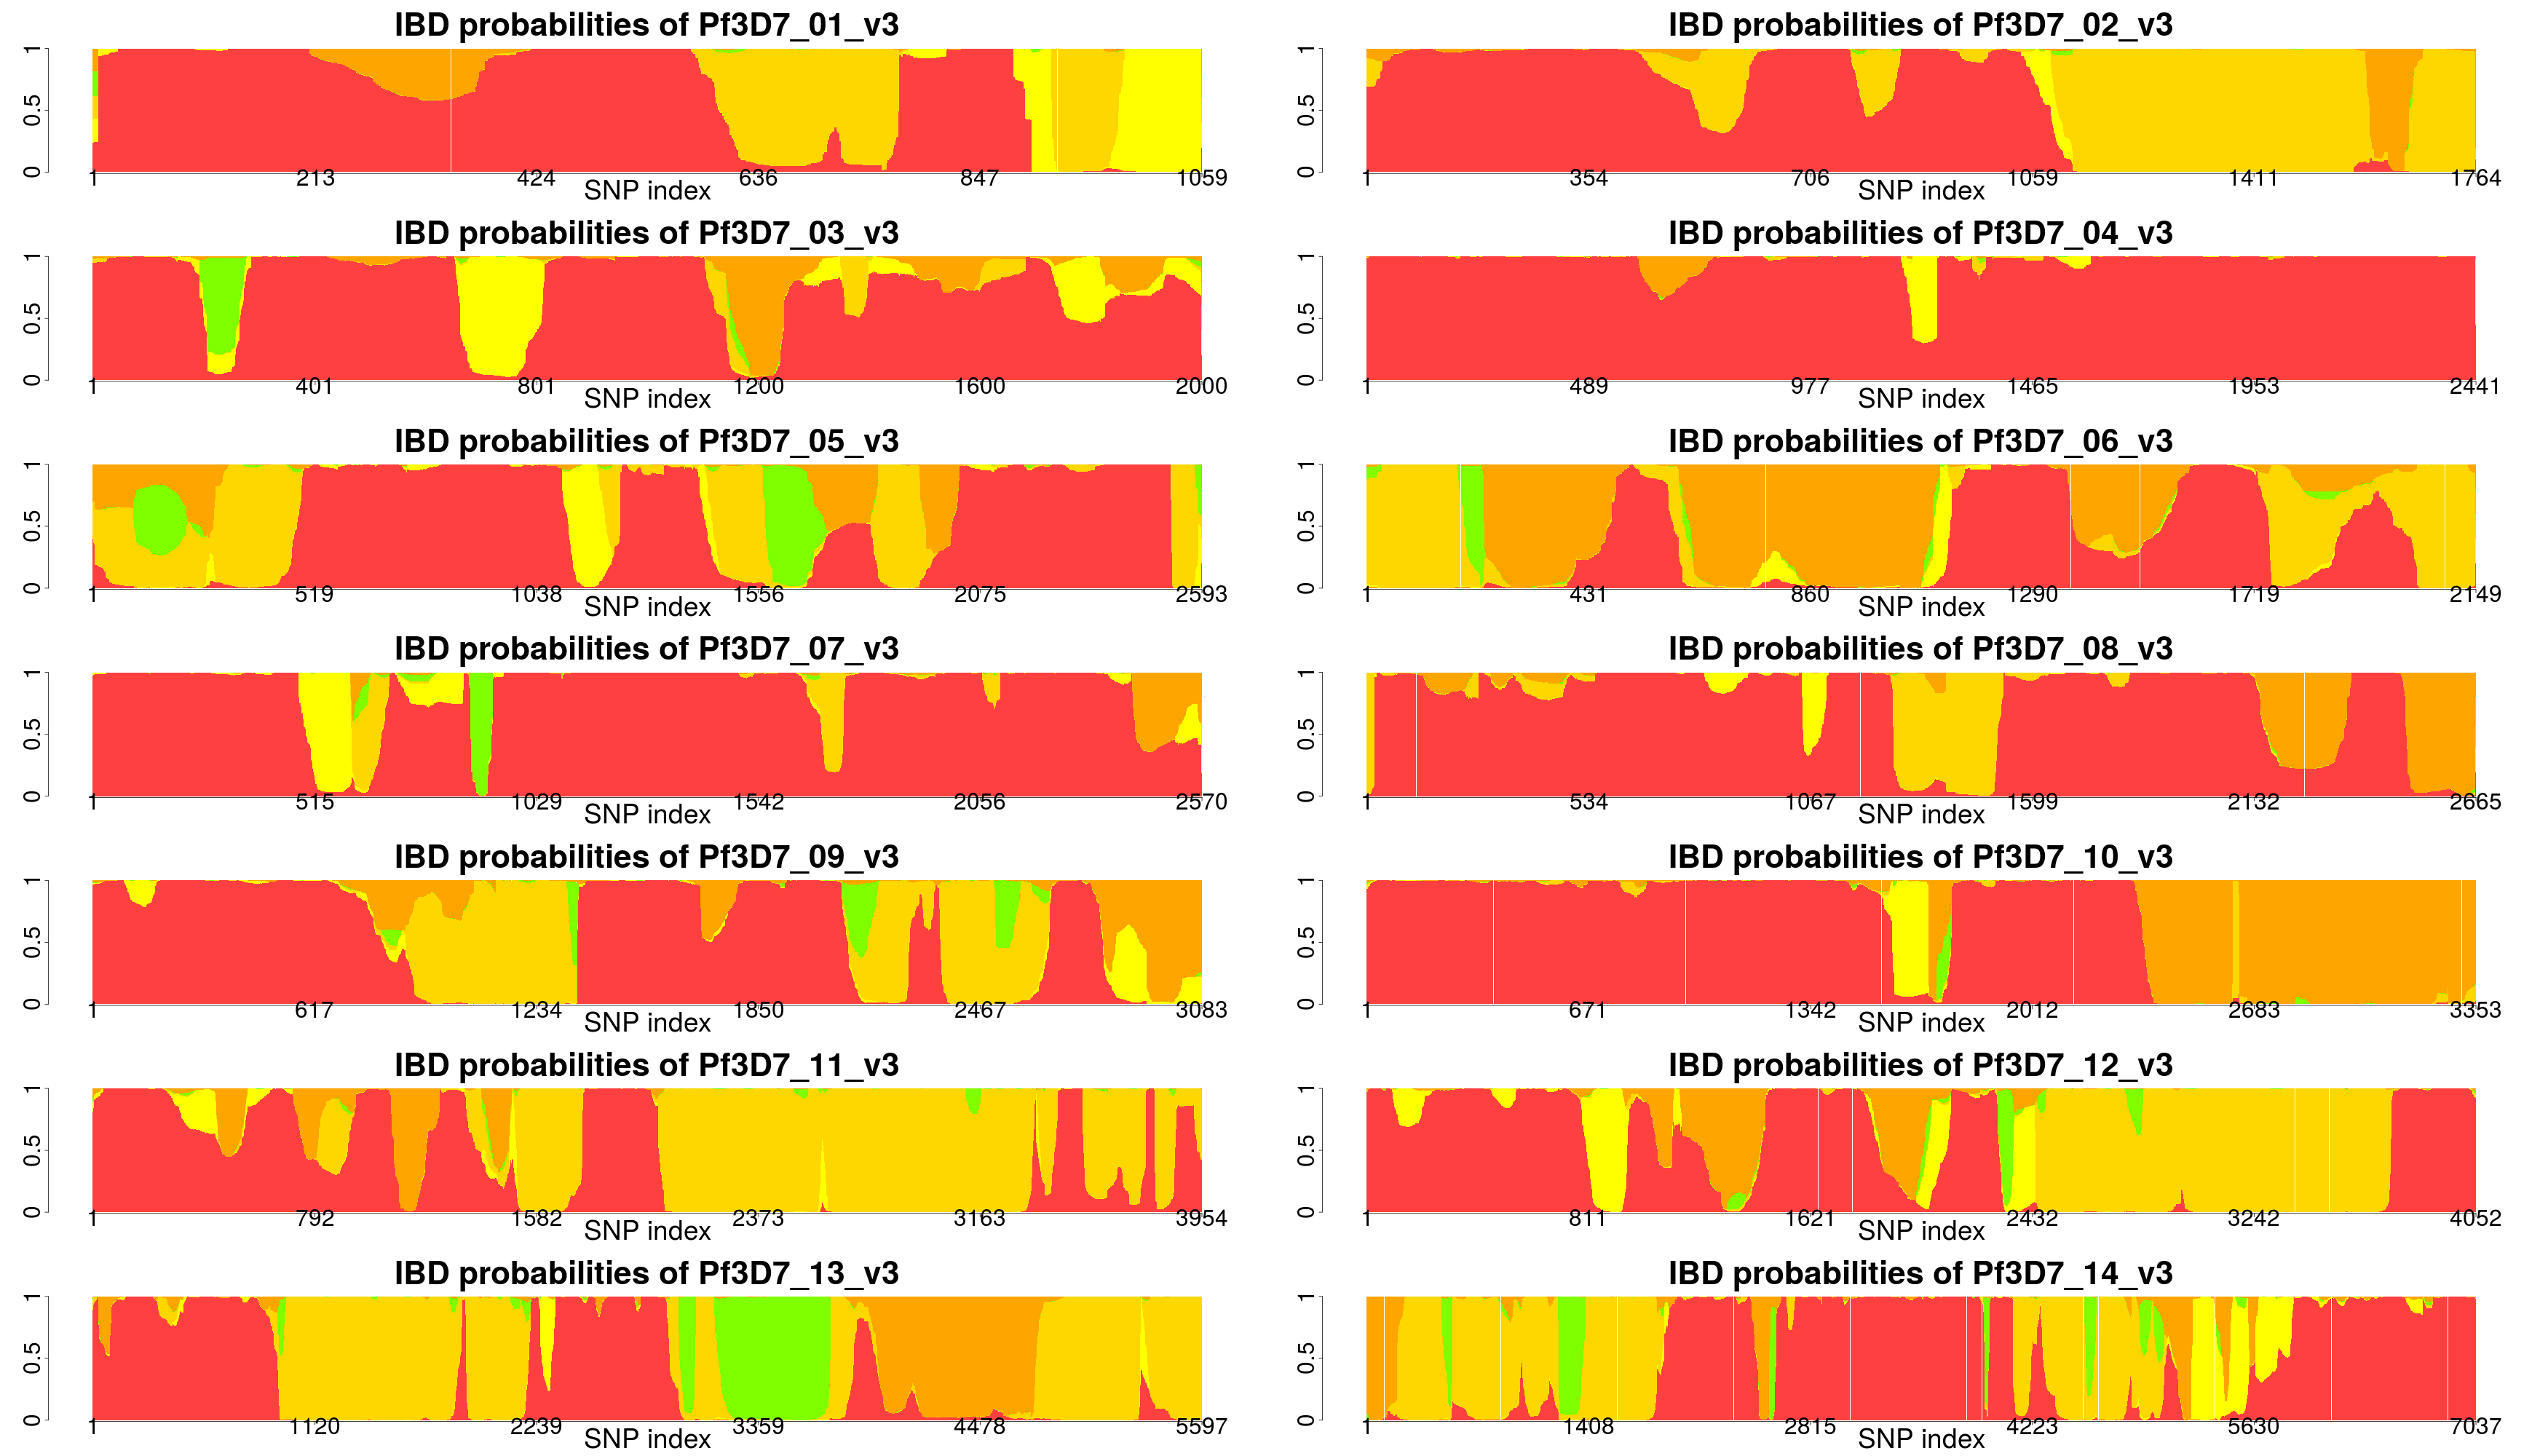 IBD probabilities of Pf3D7_01_v3
0 0.5 1
1 213 424 636 847 1059
SNP index
IBD probabilities of Pf3D7_02_v3
0 0.5 1
1 354 706 1059 1411 1764
SNP index
IBD probabilities of Pf3D7_03_v3
0 0.5 1
1 401 801 1200 1600 2000
SNP index
IBD probabilities of Pf3D7_04_v3
0 0.5 1
1 489 977 1465 1953 2441
SNP index
IBD probabilities of Pf3D7_05_v3
0 0.5 1
1 519 1038 1556 2075 2593
SNP index
IBD probabilities of Pf3D7_06_v3
0 0.5 1
1 431 860 1290 1719 2149
SNP index
IBD probabilities of Pf3D7_07_v3
0 0.5 1
1 515 1029 1542 2056 2570
SNP index
IBD probabilities of Pf3D7_08_v3
0 0.5 1
1 534 1067 1599 2132 2665
SNP index
IBD probabilities of Pf3D7_09_v3
0 0.5 1
1 617 1234 1850 2467 3083
SNP index
IBD probabilities of Pf3D7_10_v3
0 0.5 1
1 671 1342 2012 2683 3353
SNP index
IBD probabilities of Pf3D7_11_v3
0 0.5 1
1 792 1582 2373 3163 3954
SNP index
IBD probabilities of Pf3D7_12_v3
0 0.5 1
1 811 1621 2432 3242 4052
SNP index
IBD probabilities of Pf3D7_13_v3
0 0.5 1
1 1120 2239 3359 4478 5597
SNP index
IBD probabilities of Pf3D7_14_v3
0 0.5 1
1 1408 2815 4223 5630 7037
SNP index